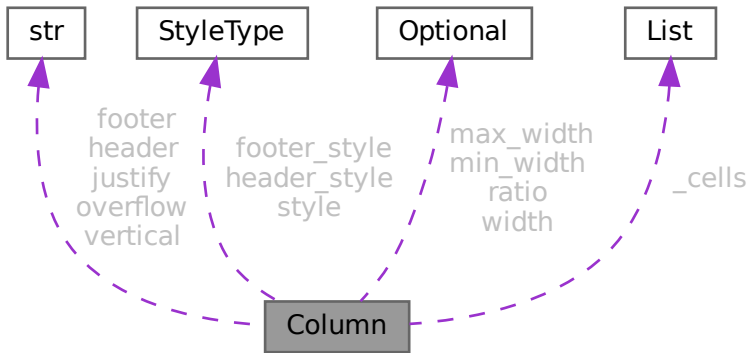 str
StyleType
Optional
List
footer
header
justify
overflow
vertical
footer_style
header_style
style
max_width
min_width
ratio
width
_cells
Column